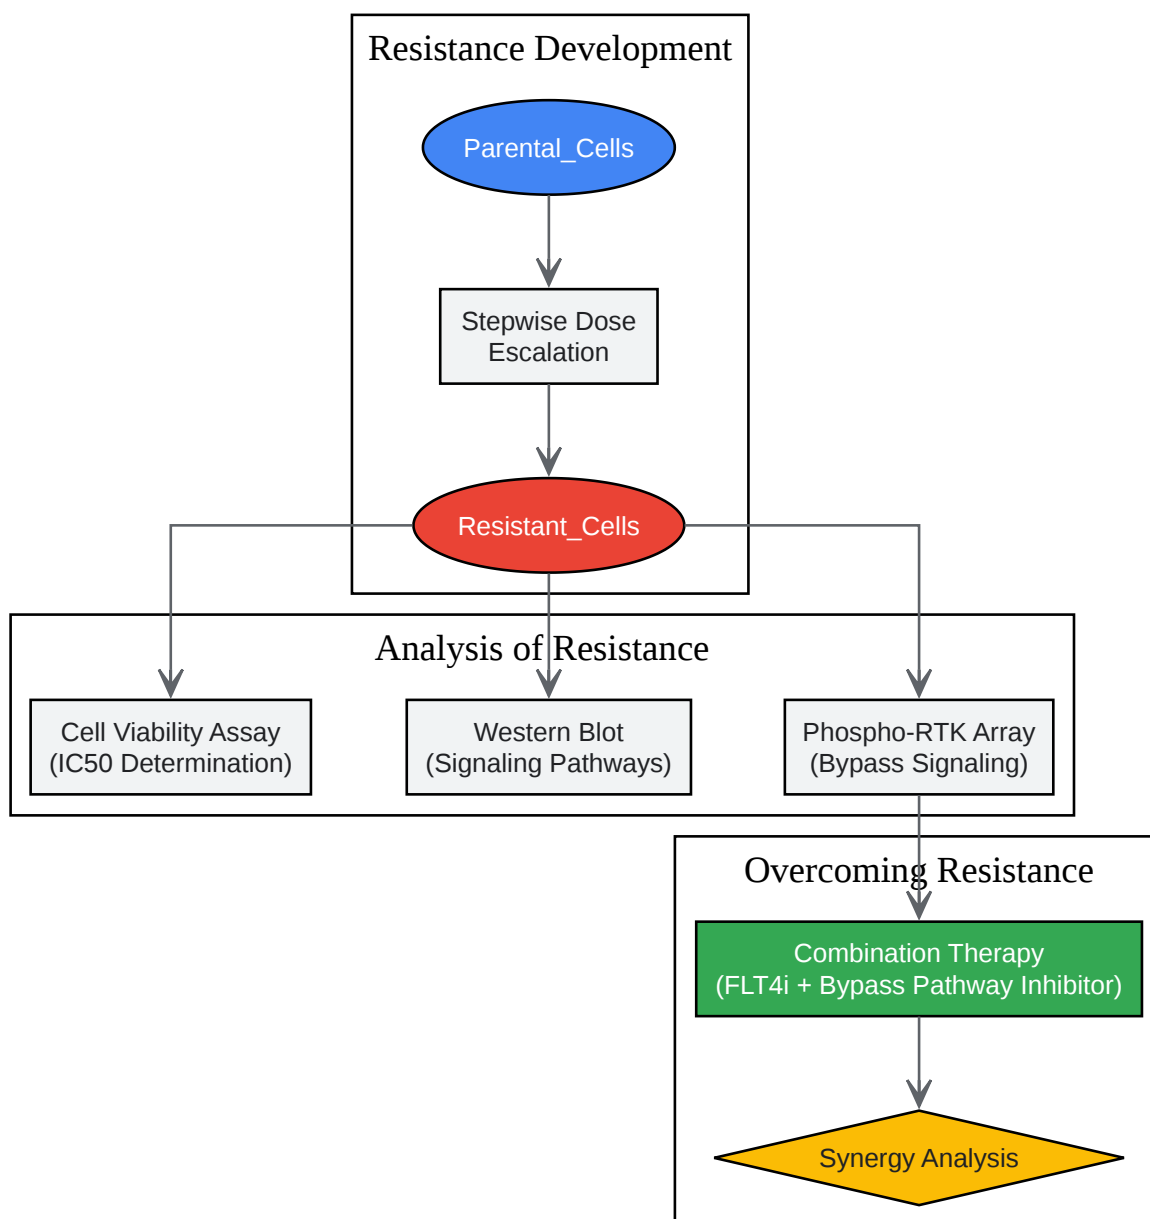 Resistance Development
Parental_Cells
Stepwise Dose
Escalation
Resistant_Cells
Analysis of Resistance
Cell Viability Assay
(IC50 Determination)
Western Blot
(Signaling Pathways)
Phospho-RTK Array
(Bypass Signaling)
Overcoming Resistance
Combination Therapy
(FLT4i + Bypass Pathway Inhibitor)
Synergy Analysis